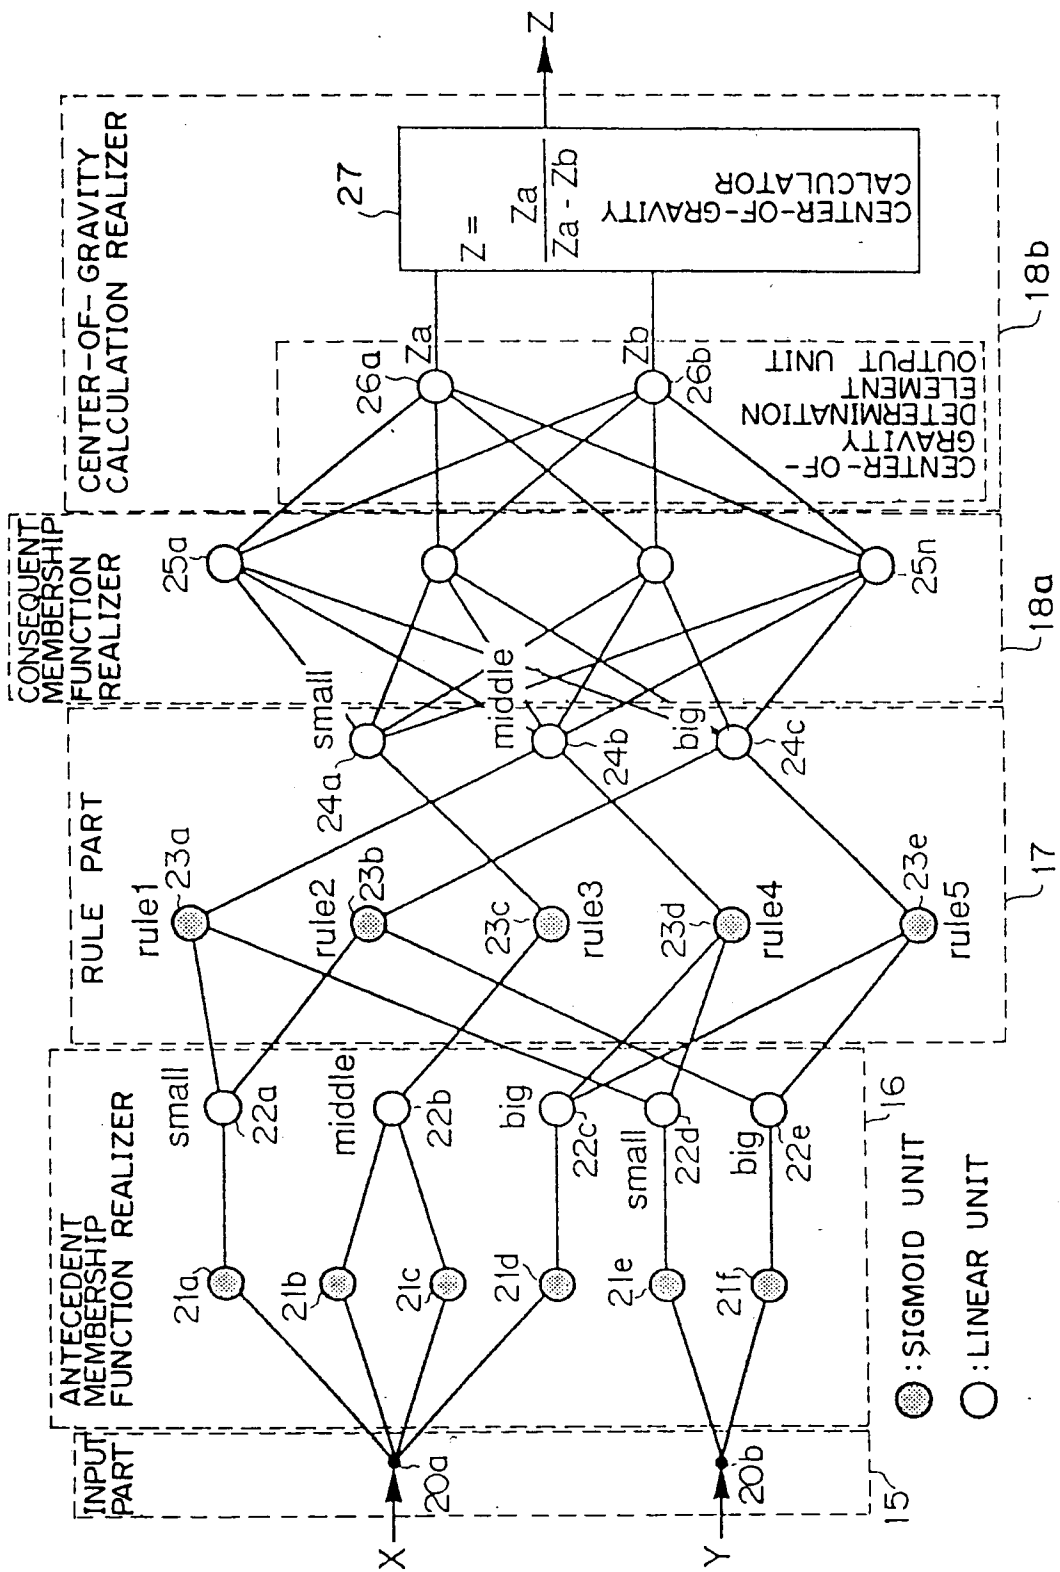 INPUT
PART
ANTECEDENT
MEMBERSHIP
FUNCTION REALIZER
RULE PART
CONSEQUENT
MEMBERSHIP
FUNCTION
REALIZER
CENTER-OF-GRAVITY
CALCULATION REALIZER
X
20a
Y
20b
15
21a
21b
21c
21d
21e
21f
small
22a
middle
22b
big
22c
small
22d
big
22e
16
rule1
23a
rule2
23b
23c
rule3
23d
rule4
23e
rule5
24a
small
middle
24b
big
24c
17
25a
25n
18a
26a
Za
Zb
26b
CENTER-OF-
GRAVITY
DETERMINATION
ELEMENT
OUTPUT UNIT
27
Z =
Za
Za - Zb
CENTER-OF-GRAVITY
CALCULATOR
Z
18b
:SIGMOID UNIT
:LINEAR UNIT